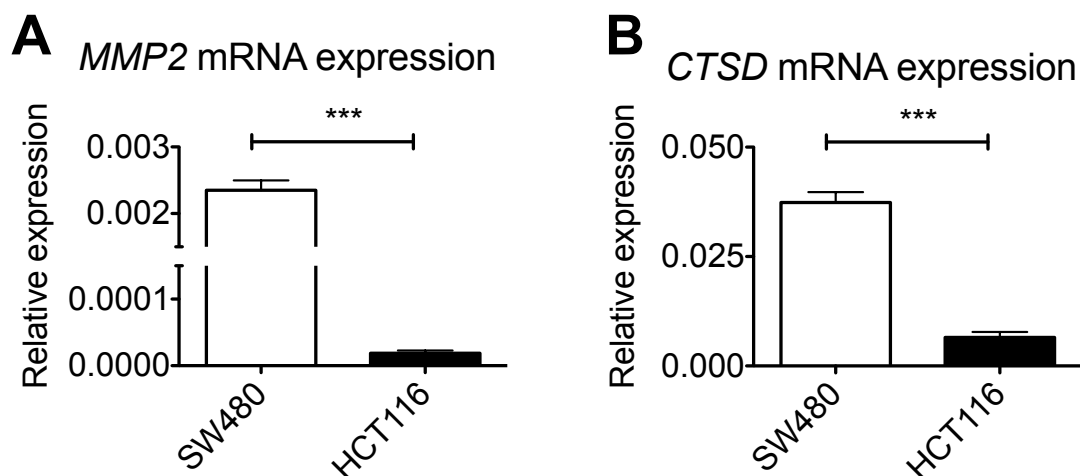 A
MMP2 mRNA expression
***
Relative expression
0.003
0.002
0.0001
0.0000
SW480
HCT116
B
CTSD mRNA expression
***
Relative expression
0.050
0.025
0.000
SW480
HCT116